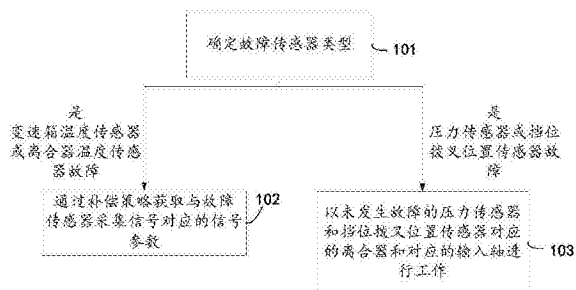 确定故障传感器类型
101
是
变速箱温度传感器
或离合器温度传感
器故障
是
压力传感器或挡位
拨叉位置传感器
故障
通过补偿策略获取与故障
传感器采集信号对应的信号
参数
102
以未发生故障的压力传感器
和挡位拨叉位置传感器对应
的离合器和对应的输入轴进
行工作
103